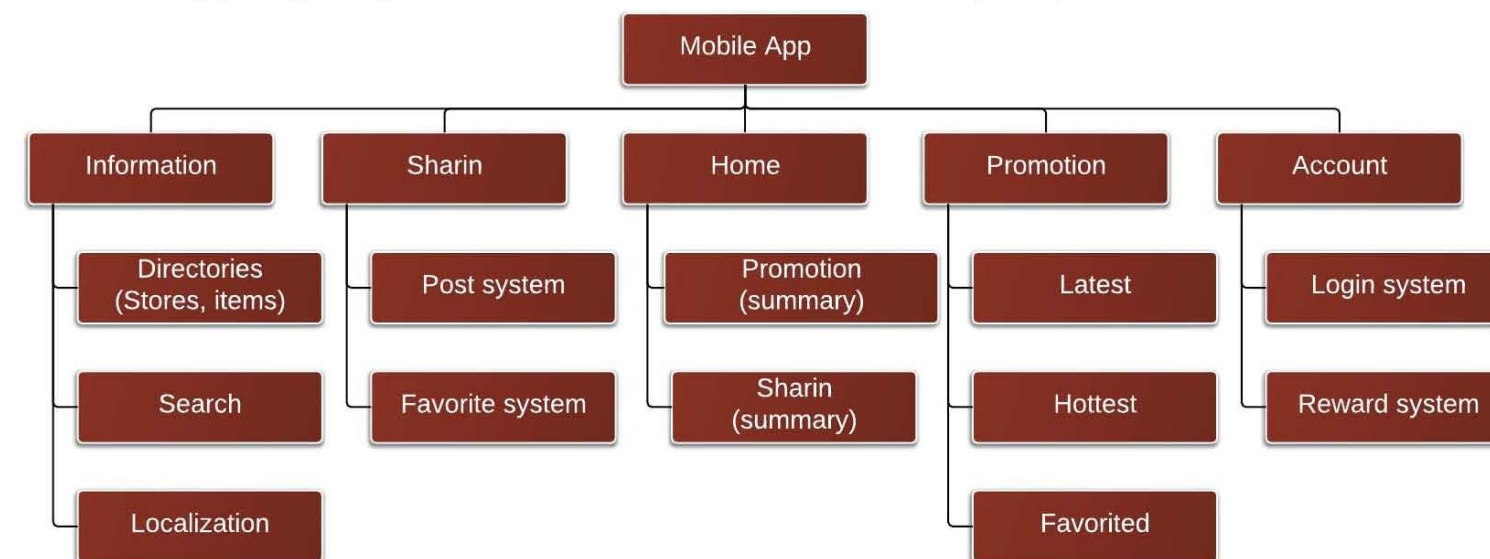 Mobile App
Information
Sharin
Home
Promotion
Account
Directories
(Stores, items)
Post system
Promotion
(summary)
Latest
Login system
Search
Favorite system
Sharin
(summary)
Hottest
Reward system
Localization
Favorited